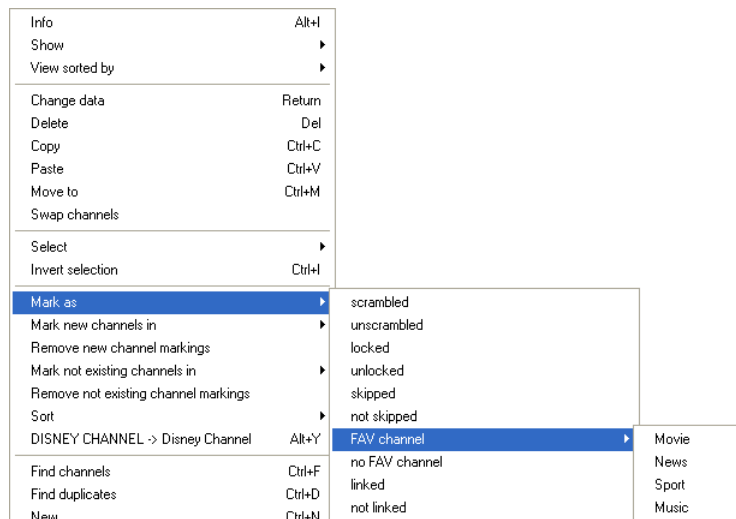 Info Alt+I
Show
View sorted by
Change data Return
Delete Del
Copy Ctrl+C
Paste Ctrl+V
Move to Ctrl+M
Swap channels
Select
Invert selection Ctrl+I
Mark as
Mark new channels in
Remove new channel markings
Mark not existing channels in
Remove not existing channel markings
Sort
DISNEY CHANNEL -> Disney Channel Alt+Y
Find channels Ctrl+F
Find duplicates Ctrl+D
New Ctrl+N
scrambled
unscrambled
locked
unlocked
skipped
not skipped
FAV channel
no FAV channel
linked
not linked
Movie
News
Sport
Music